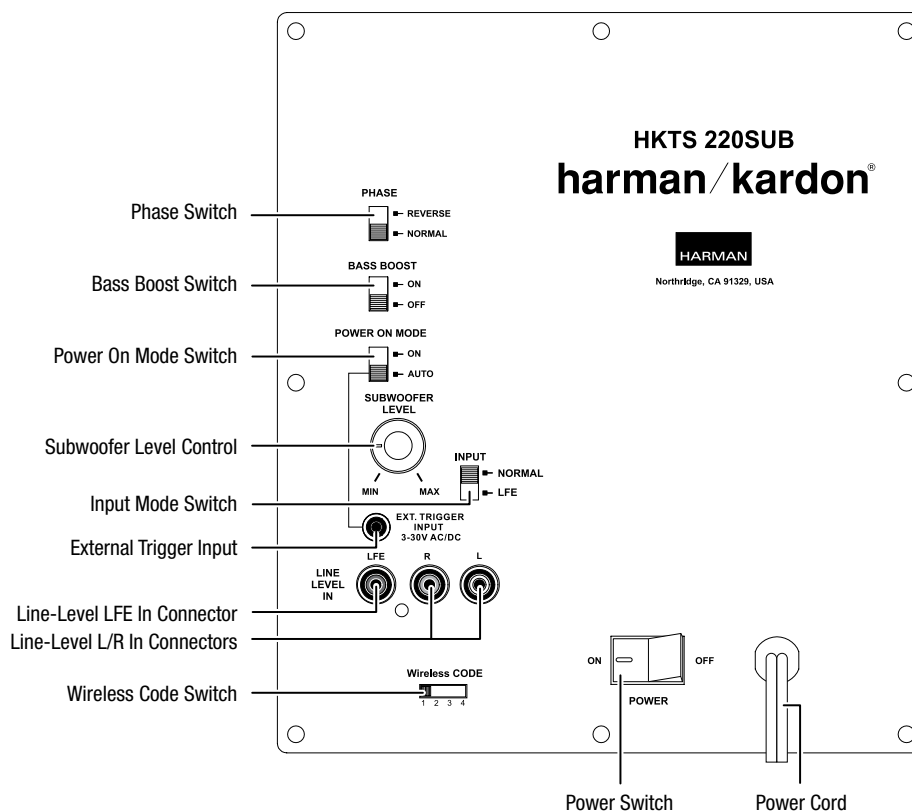 HKTS 220SUB
harman/kardon®
HARMAN
Northridge, CA 91329, USA
Phase Switch
PHASE
REVERSE
NORMAL
Bass Boost Switch
BASS BOOST
ON
OFF
Power On Mode Switch
POWER ON MODE
ON
AUTO
Subwoofer Level Control
SUBWOOFER
LEVEL
MIN
MAX
Input Mode Switch
INPUT
NORMAL
LFE
External Trigger Input
EXT. TRIGGER
INPUT
3-30V AC/DC
LINE
LEVEL
IN
LFE
R
L
Line-Level LFE In Connector
Line-Level L/R In Connectors
Wireless Code Switch
Wireless CODE
1 2 3 4
ON
OFF
POWER
Power Switch
Power Cord